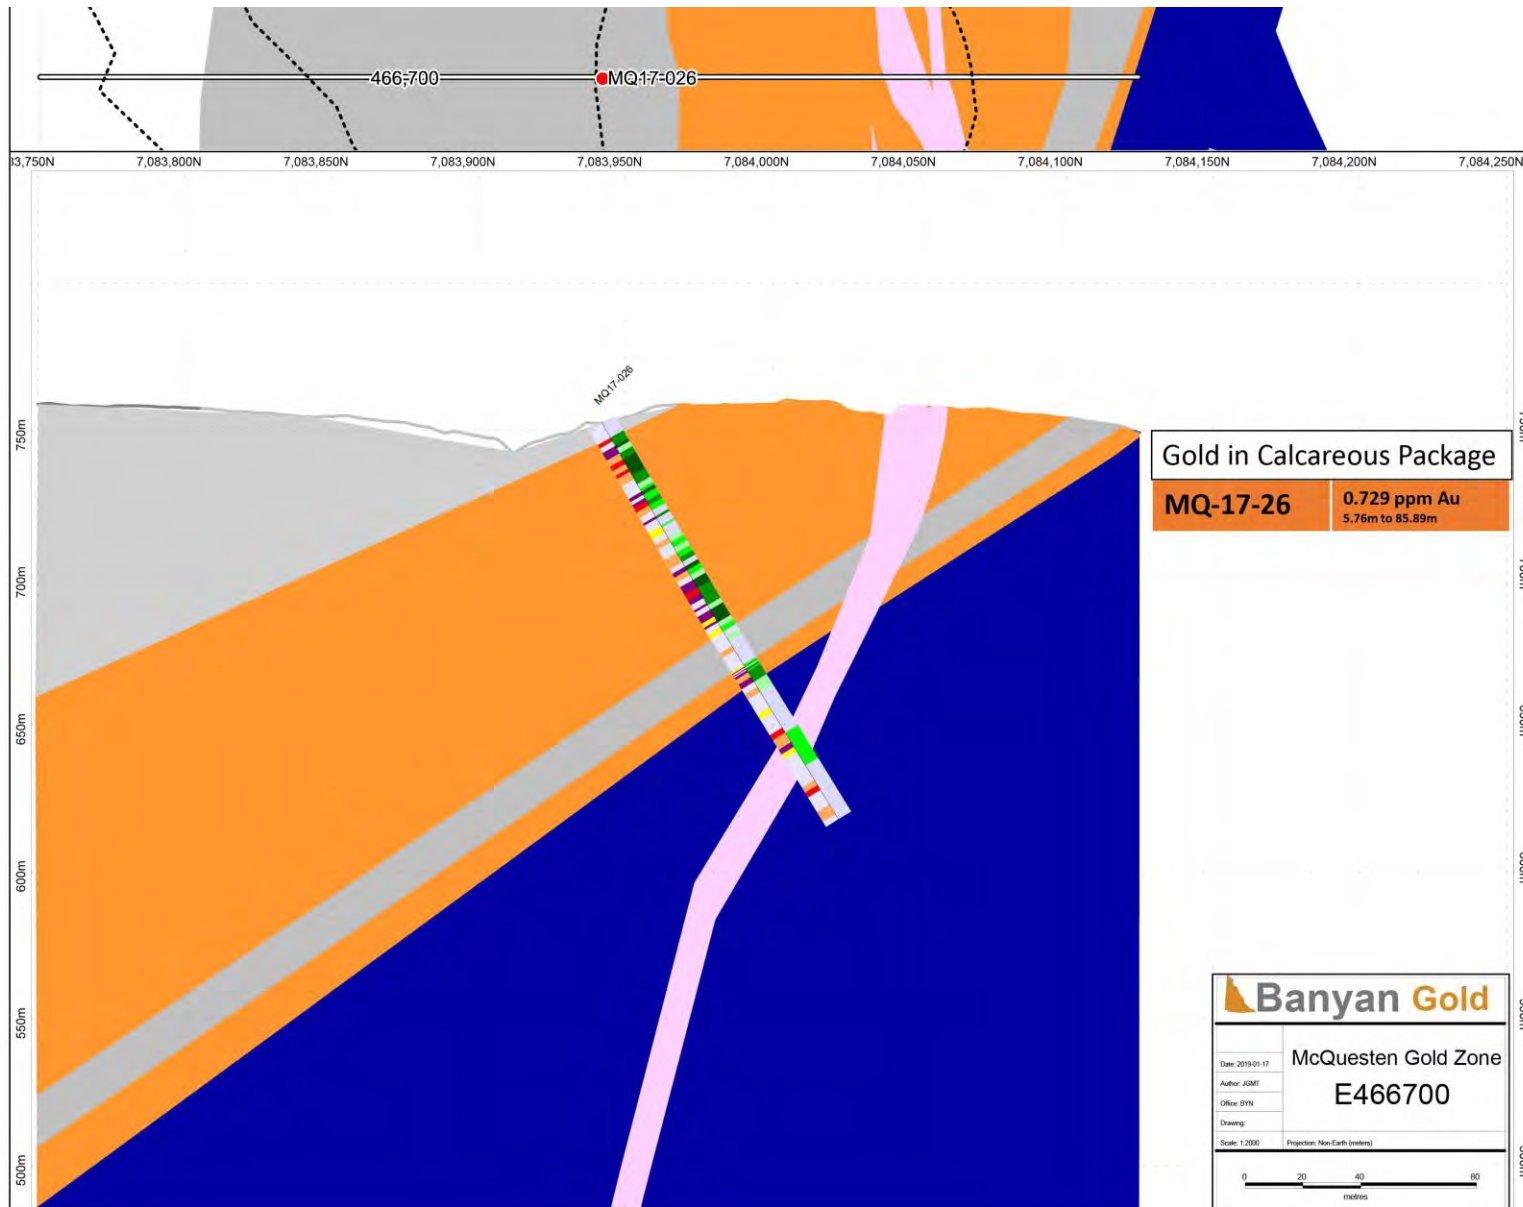 466,700
MQ17-026
7,083,800N
7,083,850N
7,083,900N
7,083,950N
7,084,000N
7,084,050N
7,084,100N
7,084,150N
7,084,200N
7,084,250N
MQ17-026
750m
700m
650m
600m
550m
500m
Gold in Calcareous Package
MQ-17-26
0.729 ppm Au
5.76m to 85.89m
Banyan Gold
Date: 2019-01-17
Author: JGMT
Office: BYN
Drawing:
McQuesten Gold Zone
E466700
Scale: 1:2000
Projection: Non-Earth (meters)
0 20 40 80
metres